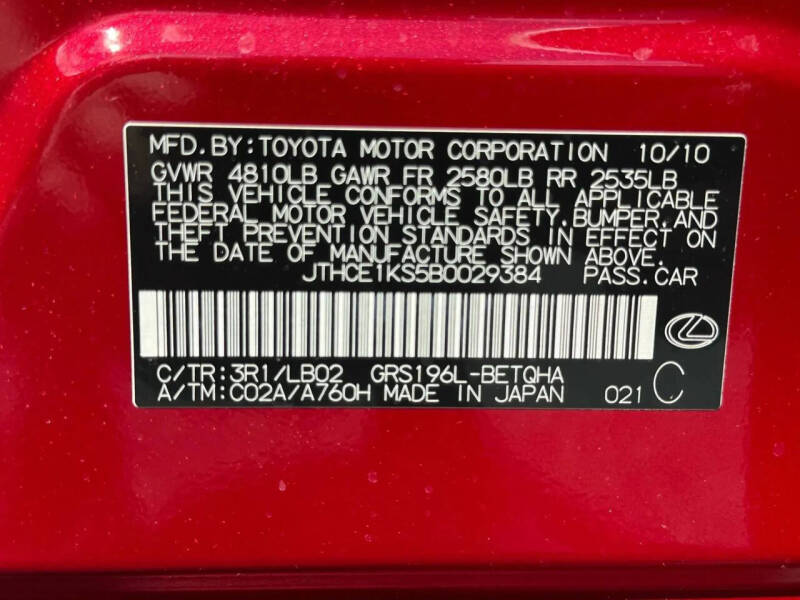 MFD. BY: TOYOTA MOTOR CORPORATION 10/10
GVWR 4810LB GAWR FR 2580LB RR 2535LB
THIS VEHICLE CONFORMS TO ALL APPLICABLE
FEDERAL MOTOR VEHICLE SAFETY, BUMPER, AND
THEFT PREVENTION STANDARDS IN EFFECT ON
THE DATE OF MANUFACTURE SHOWN ABOVE.
JTHCE1KS5B0029384 PASS. CAR
C/TR: 3R1/LB02 GRS196L-BETQHA
A/TM: C02A/A760H MADE IN JAPAN 021 C